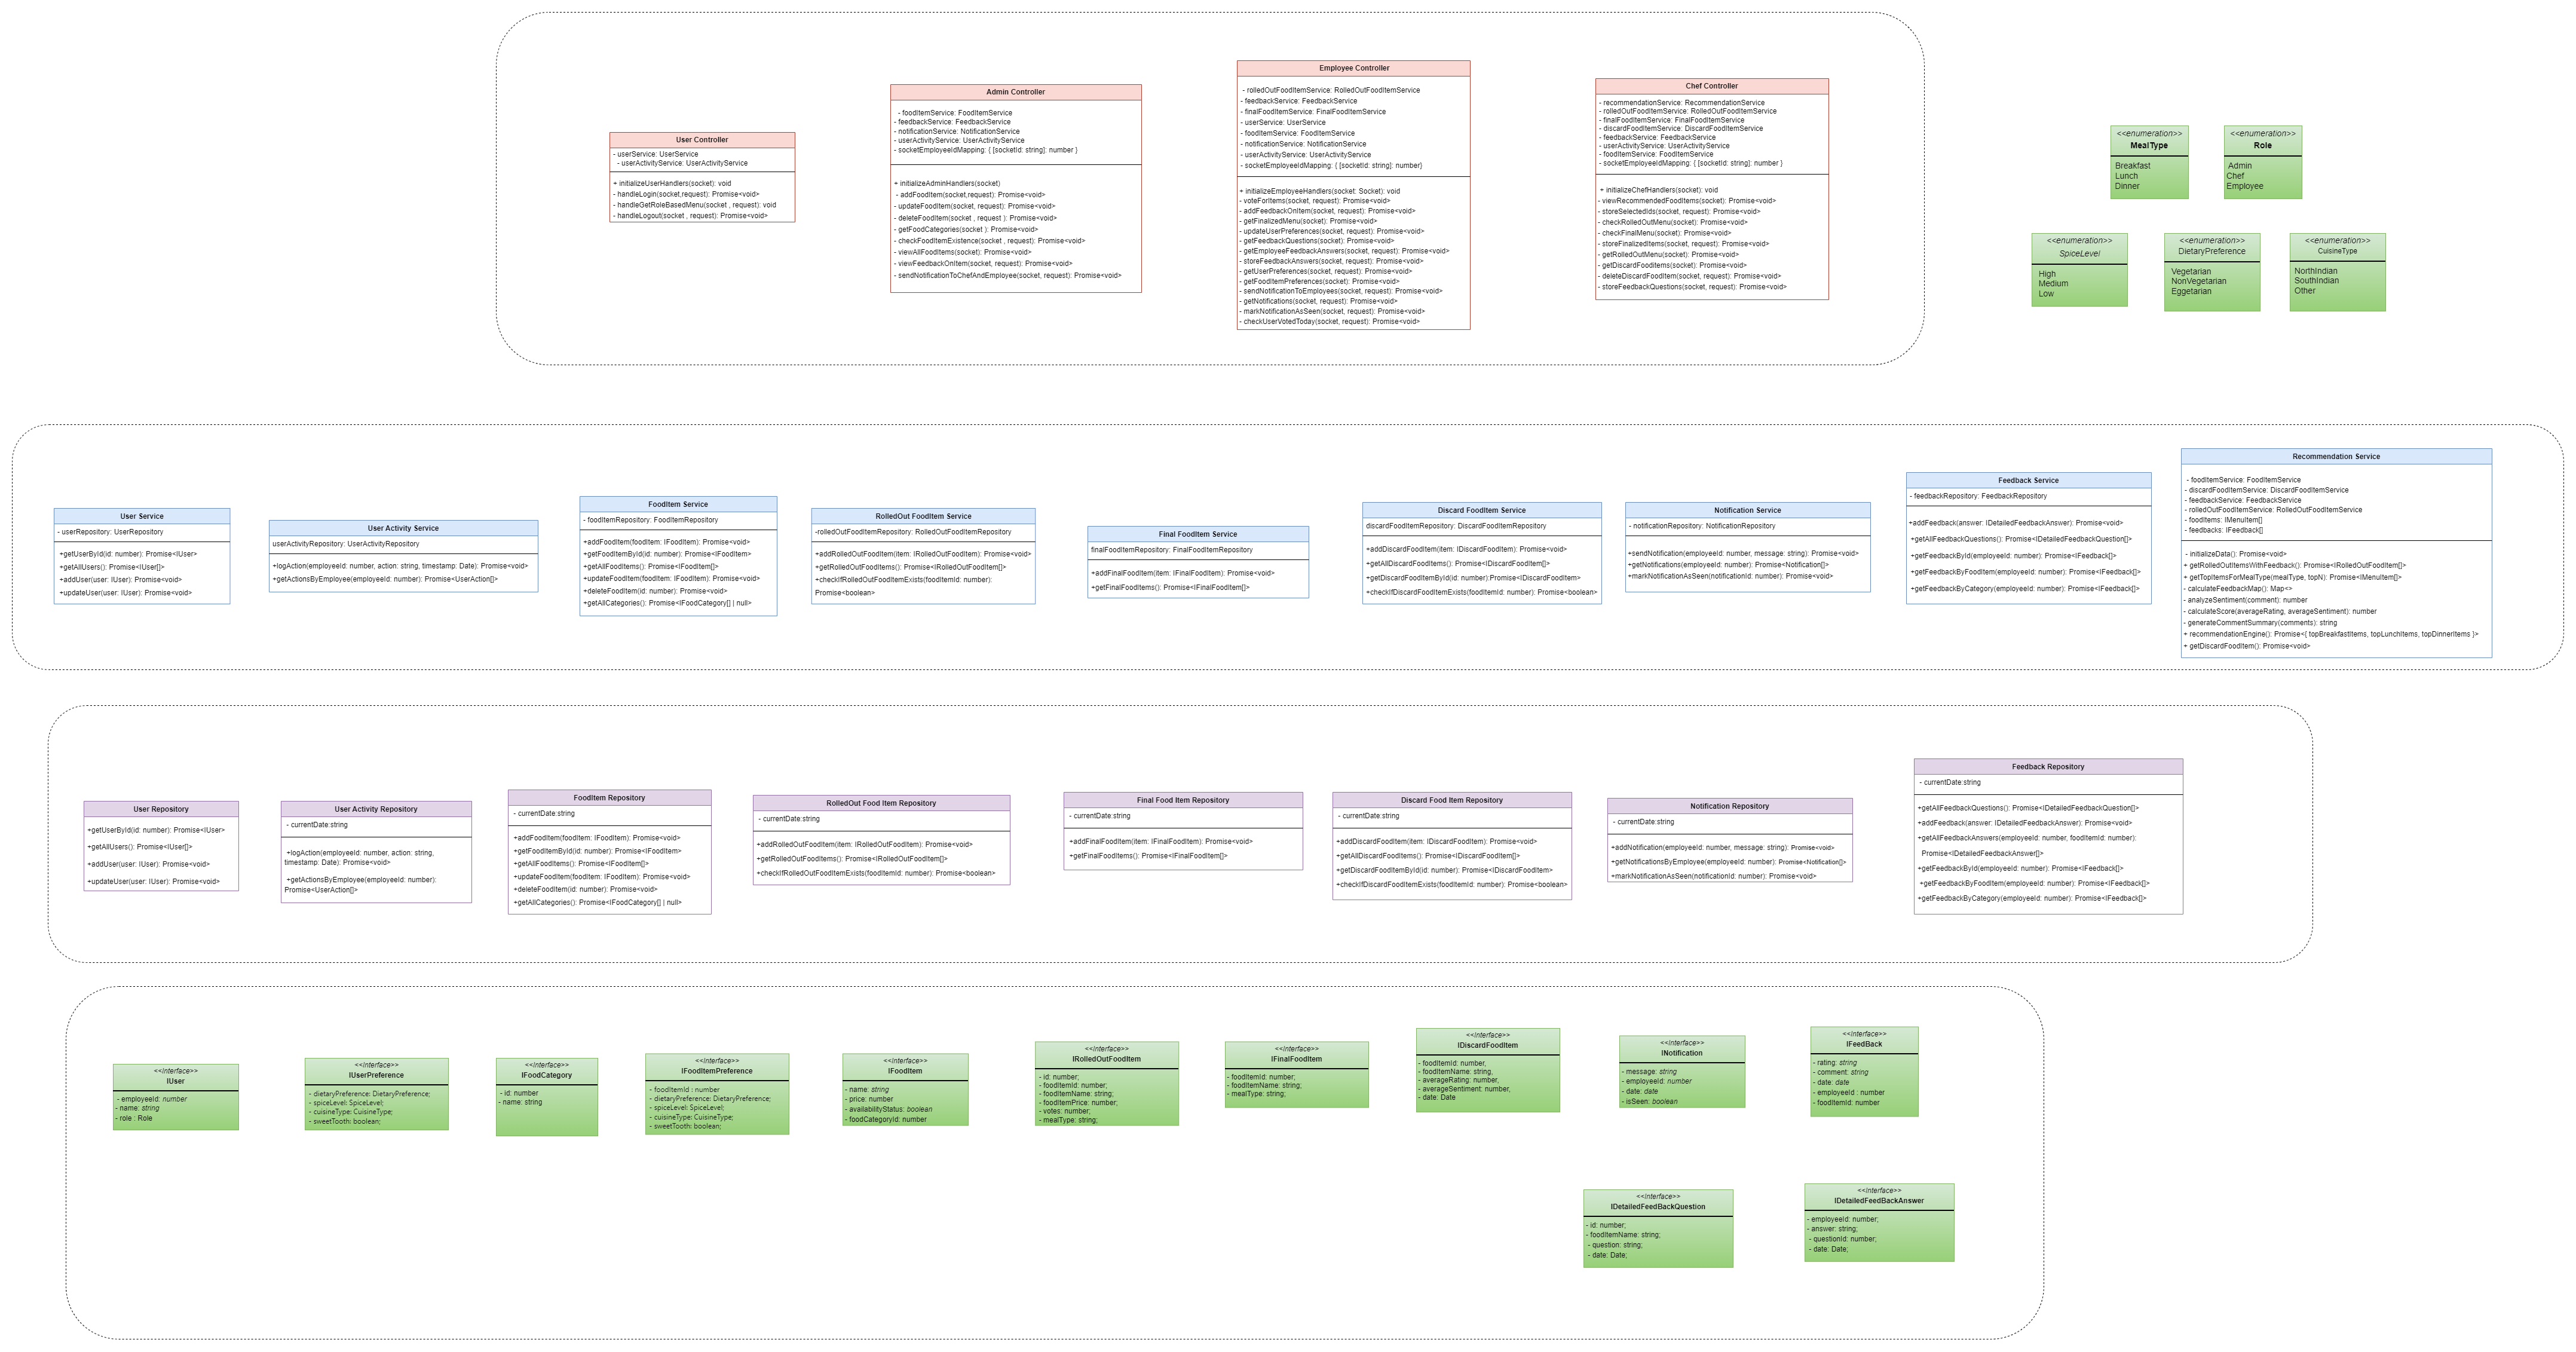 User Controller
- userService: UserService
- userActivityService: UserActivityService
+ initializeUserHandlers(socket): void
- handleLogin(socket,request): Promise<void>
- handleGetRoleBasedMenu(socket , request): void
- handleLogout(socket , request): Promise<void>
Admin Controller
- foodItemService: FoodItemService
- feedbackService: FeedbackService
- notificationService: NotificationService
- userActivityService: UserActivityService
- socketEmployeeIdMapping: { [socketId: string]: number }
+ initializeAdminHandlers(socket)
- addFoodItem(socket,request): Promise<void>
- updateFoodItem(socket, request): Promise<void>
- deleteFoodItem(socket , request ): Promise<void>
- getFoodCategories(socket ): Promise<void>
- checkFoodItemExistence(socket , request): Promise<void>
- viewAllFoodItems(socket): Promise<void>
- viewFeedbackOnItem(socket, request): Promise<void>
- sendNotificationToChefAndEmployee(socket, request): Promise<void>
Employee Controller
- rolledOutFoodItemService: RolledOutFoodItemService
- feedbackService: FeedbackService
- finalFoodItemService: FinalFoodItemService
- userService: UserService
- foodItemService: FoodItemService
- notificationService: NotificationService
- userActivityService: UserActivityService
- socketEmployeeIdMapping: { [socketId: string]: number}
+ initializeEmployeeHandlers(socket: Socket): void
- voteForItems(socket, request): Promise<void>
- addFeedbackOnItem(socket, request): Promise<void>
- getFinalizedMenu(socket): Promise<void>
- updateUserPreferences(socket, request): Promise<void>
- getFeedbackQuestions(socket): Promise<void>
- getEmployeeFeedbackAnswers(socket, request): Promise<void>
- storeFeedbackAnswers(socket, request): Promise<void>
- getUserPreferences(socket, request): Promise<void>
- getFoodItemPreferences(socket): Promise<void>
- sendNotificationToEmployees(socket, request): Promise<void>
- getNotifications(socket, request): Promise<void>
- markNotificationAsSeen(socket, request): Promise<void>
- checkUserVotedToday(socket, request): Promise<void>
Chef Controller
- recommendationService: RecommendationService
- rolledOutFoodItemService: RolledOutFoodItemService
- finalFoodItemService: FinalFoodItemService
- discardFoodItemService: DiscardFoodItemService
- feedbackService: FeedbackService
- userActivityService: UserActivityService
- foodItemService: FoodItemService
- socketEmployeeIdMapping: { [socketId: string]: number }
+ initializeChefHandlers(socket): void
- viewRecommendedFoodItems(socket): Promise<void>
- storeSelectedIds(socket, request): Promise<void>
- checkRolledOutMenu(socket): Promise<void>
- checkFinalMenu(socket): Promise<void>
- storeFinalizedItems(socket, request): Promise<void>
- getRolledOutMenu(socket): Promise<void>
- getDiscardFoodItems(socket): Promise<void>
- deleteDiscardFoodItem(socket, request): Promise<void>
- storeFeedbackQuestions(socket, request): Promise<void>
<<enumeration>>
MealType
Breakfast
Lunch
Dinner
<<enumeration>>
Role
Admin
Chef
Employee
<<enumeration>>
SpiceLevel
High
Medium
Low
<<enumeration>>
DietaryPreference
Vegetarian
NonVegetarian
Eggetarian
<<enumeration>>
CuisineType
NorthIndian
SouthIndian
Other
User Service
- userRepository: UserRepository
+getUserById(id: number): Promise<IUser>
+getAllUsers(): Promise<IUser[]>
+addUser(user: IUser): Promise<void>
+updateUser(user: IUser): Promise<void>
User Activity Service
userActivityRepository: UserActivityRepository
+logAction(employeeId: number, action: string, timestamp: Date): Promise<void>
+getActionsByEmployee(employeeId: number): Promise<UserAction[]>
FoodItem Service
- foodItemRepository: FoodItemRepository
+addFoodItem(foodItem: IFoodItem): Promise<void>
+getFoodItemById(id: number): Promise<IFoodItem>
+getAllFoodItems(): Promise<IFoodItem[]>
+updateFoodItem(foodItem: IFoodItem): Promise<void>
+deleteFoodItem(id: number): Promise<void>
+getAllCategories(): Promise<IFoodCategory[] | null>
RolledOut FoodItem Service
-rolledOutFoodItemRepository: RolledOutFoodItemRepository
+addRolledOutFoodItem(item: IRolledOutFoodItem): Promise<void>
+getRolledOutFoodItems(): Promise<IRolledOutFoodItem[]>
+checkIfRolledOutFoodItemExists(foodItemId: number):
Promise<boolean>
Final FoodItem Service
finalFoodItemRepository: FinalFoodItemRepository
+addFinalFoodItem(item: IFinalFoodItem): Promise<void>
+getFinalFoodItems(): Promise<IFinalFoodItem[]>
Discard FoodItem Service
discardFoodItemRepository: DiscardFoodItemRepository
+addDiscardFoodItem(item: IDiscardFoodItem): Promise<void>
+getAllDiscardFoodItems(): Promise<IDiscardFoodItem[]>
+getDiscardFoodItemById(id: number):Promise<IDiscardFoodItem>
+checkIfDiscardFoodItemExists(foodItemId: number): Promise<boolean>
Notification Service
- notificationRepository: NotificationRepository
+sendNotification(employeeId: number, message: string): Promise<void>
+getNotifications(employeeId: number): Promise<Notification[]>
+markNotificationAsSeen(notificationId: number): Promise<void>
Feedback Service
- feedbackRepository: FeedbackRepository
+addFeedback(answer: IDetailedFeedbackAnswer): Promise<void>
+getAllFeedbackQuestions(): Promise<IDetailedFeedbackQuestion[]>
+getFeedbackById(employeeId: number): Promise<IFeedback[]>
+getFeedbackByFoodItem(employeeId: number): Promise<IFeedback[]>
+getFeedbackByCategory(employeeId: number): Promise<IFeedback[]>
Recommendation Service
- foodItemService: FoodItemService
- discardFoodItemService: DiscardFoodItemService
- feedbackService: FeedbackService
- rolledOutFoodItemService: RolledOutFoodItemService
- foodItems: IMenuItem[]
- feedbacks: IFeedback[]
- initializeData(): Promise<void>
+ getRolledOutItemsWithFeedback(): Promise<IRolledOutFoodItem[]>
+ getTopItemsForMealType(mealType, topN): Promise<IMenuItem[]>
- calculateFeedbackMap(): Map<>
- analyzeSentiment(comment): number
- calculateScore(averageRating, averageSentiment): number
- generateCommentSummary(comments): string
+ recommendationEngine(): Promise<{ topBreakfastItems, topLunchItems, topDinnerItems }>
+ getDiscardFoodItem(): Promise<void>
User Repository
+getUserById(id: number): Promise<IUser>
+getAllUsers(): Promise<IUser[]>
+addUser(user: IUser): Promise<void>
+updateUser(user: IUser): Promise<void>
User Activity Repository
- currentDate:string
+logAction(employeeId: number, action: string,
timestamp: Date): Promise<void>
+getActionsByEmployee(employeeId: number):
Promise<UserAction[]>
FoodItem Repository
- currentDate:string
+addFoodItem(foodItem: IFoodItem): Promise<void>
+getFoodItemById(id: number): Promise<IFoodItem>
+getAllFoodItems(): Promise<IFoodItem[]>
+updateFoodItem(foodItem: IFoodItem): Promise<void>
+deleteFoodItem(id: number): Promise<void>
+getAllCategories(): Promise<IFoodCategory[] | null>
RolledOut Food Item Repository
- currentDate:string
+addRolledOutFoodItem(item: IRolledOutFoodItem): Promise<void>
+getRolledOutFoodItems(): Promise<IRolledOutFoodItem[]>
+checkIfRolledOutFoodItemExists(foodItemId: number): Promise<boolean>
Final Food Item Repository
- currentDate:string
+addFinalFoodItem(item: IFinalFoodItem): Promise<void>
+getFinalFoodItems(): Promise<IFinalFoodItem[]>
Discard Food Item Repository
- currentDate:string
+addDiscardFoodItem(item: IDiscardFoodItem): Promise<void>
+getAllDiscardFoodItems(): Promise<IDiscardFoodItem[]>
+getDiscardFoodItemById(id: number): Promise<IDiscardFoodItem>
+checkIfDiscardFoodItemExists(foodItemId: number): Promise<boolean>
Notification Repository
- currentDate:string
+addNotification(employeeId: number, message: string): Promise<void>
+getNotificationsByEmployee(employeeId: number): Promise<Notification[]>
+markNotificationAsSeen(notificationId: number): Promise<void>
Feedback Repository
- currentDate:string
+getAllFeedbackQuestions(): Promise<IDetailedFeedbackQuestion[]>
+addFeedback(answer: IDetailedFeedbackAnswer): Promise<void>
+getAllFeedbackAnswers(employeeId: number, foodItemId: number):
Promise<IDetailedFeedbackAnswer[]>
+getFeedbackById(employeeId: number): Promise<IFeedback[]>
+getFeedbackByFoodItem(employeeId: number): Promise<IFeedback[]>
+getFeedbackByCategory(employeeId: number): Promise<IFeedback[]>
<<interface>>
IUser
- employeeId: number
- name: string
- role : Role
<<interface>>
IUserPreference
- dietaryPreference: DietaryPreference;
- spiceLevel: SpiceLevel;
- cuisineType: CuisineType;
- sweetTooth: boolean;
<<interface>>
IFoodCategory
- id: number
- name: string
<<interface>>
IFoodItemPreference
- foodItemId : number
- dietaryPreference: DietaryPreference;
- spiceLevel: SpiceLevel;
- cuisineType: CuisineType;
- sweetTooth: boolean;
<<interface>>
IFoodItem
- name: string
- price: number
- availabilityStatus: boolean
- foodCategoryId: number
<<interface>>
IRolledOutFoodItem
- id: number;
- foodItemId: number;
- foodItemName: string;
- foodItemPrice: number;
- votes: number;
- mealType: string;
<<interface>>
IFinalFoodItem
- foodItemId: number;
- foodItemName: string;
- mealType: string;
<<interface>>
IDiscardFoodItem
- foodItemId: number,
- foodItemName: string,
- averageRating: number,
- averageSentiment: number,
- date: Date
<<interface>>
INotification
- message: string
- employeeId: number
- date: date
- isSeen: boolean
<<interface>>
IFeedBack
- rating: string
- comment: string
- date: date
- employeeId : number
- foodItemId: number
<<interface>>
IDetailedFeedBackQuestion
- id: number;
- foodItemName: string;
- question: string;
- date: Date;
<<interface>>
IDetailedFeedBackAnswer
- employeeId: number;
- answer: string;
- questionId: number;
- date: Date;